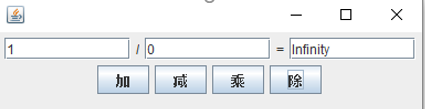 1 / 0 = Infinity
加 减 乘 除